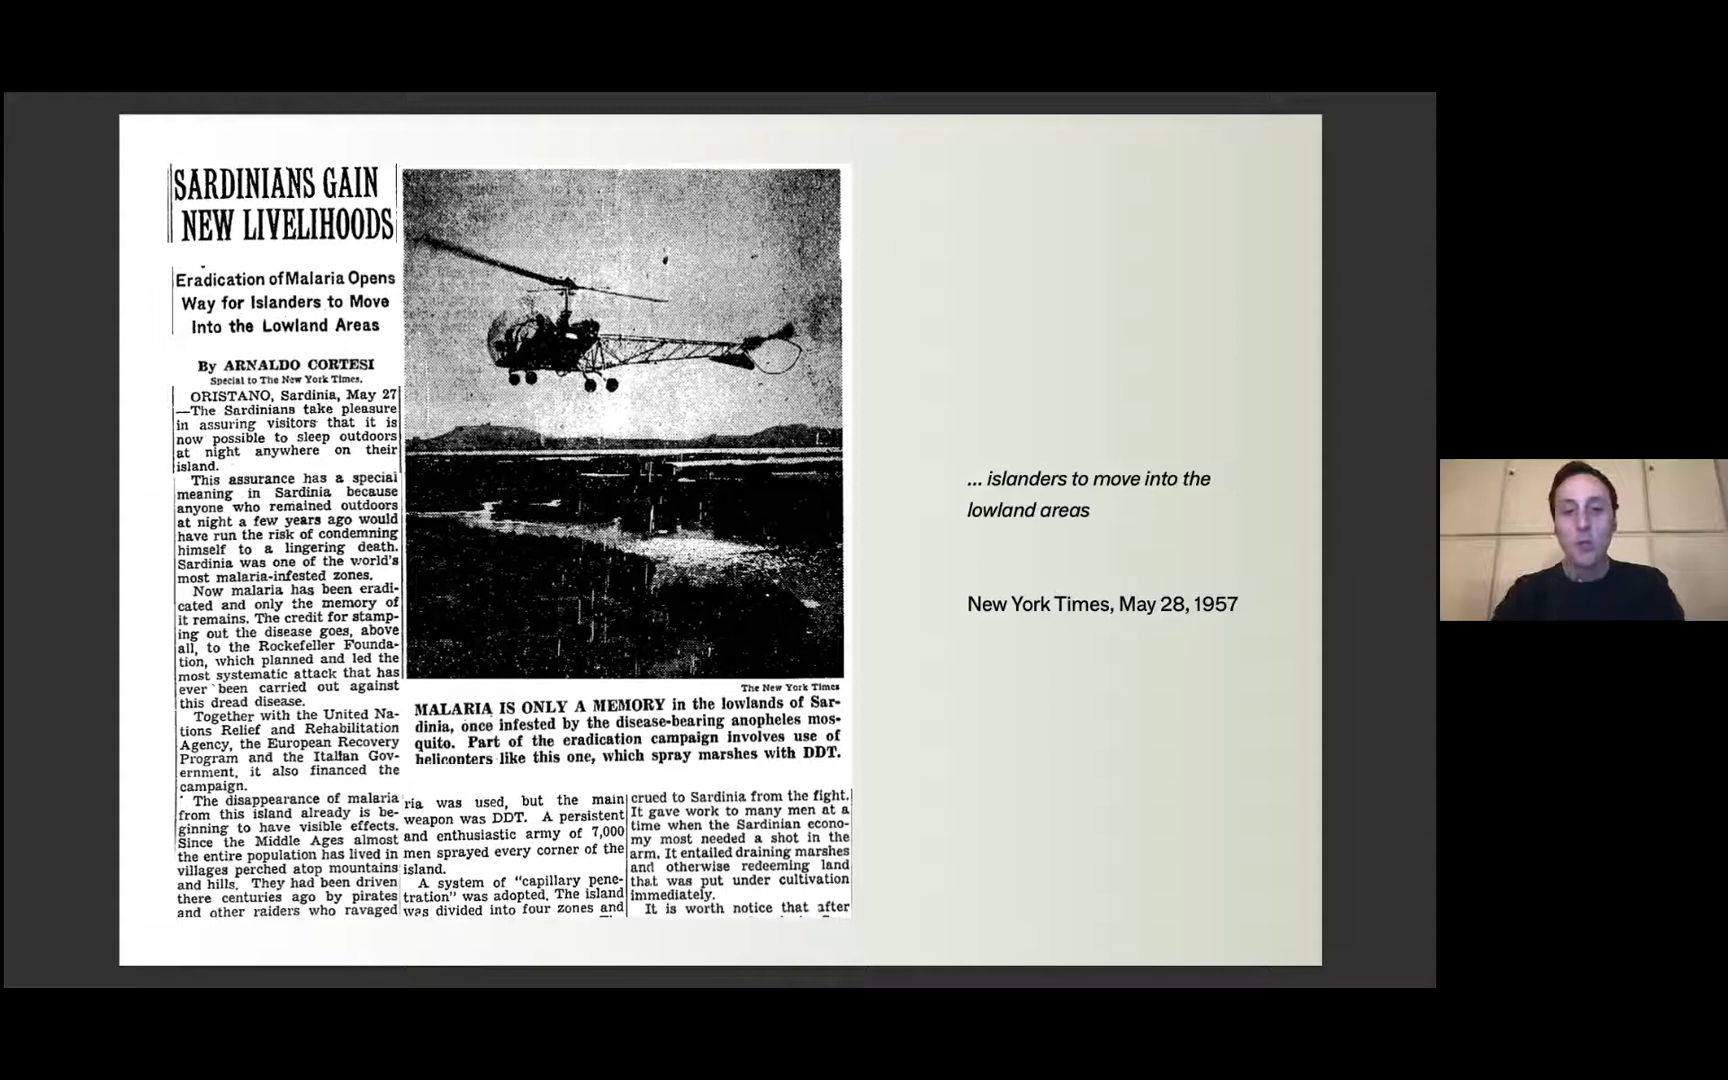 SARDINIANS GAIN
NEW LIVELIHOODS
Eradication of Malaria Opens
Way for Islanders to Move
Into the Lowland Areas
By ARNALDO CORTESI
Special to The New York Times.
ORISTANO, Sardinia, May 27
—The Sardinians take pleasure
in assuring visitors that it is
now possible to sleep outdoors
at night anywhere on their
island.
This assurance has a special
meaning in Sardinia because
anyone who remained outdoors
at night a few years ago would
have run the risk of condemning
himself to a lingering death.
Sardinia was one of the world's
most malaria-infested zones.
Now malaria has been eradi-
cated and only the memory of
it remains. The credit for stamp-
ing out the disease goes, above
all, to the Rockefeller Founda-
tion, which planned and led the
most systematic attack that has
ever been carried out against
this dread disease.
Together with the United Na-
tions Relief and Rehabilitation
Agency, the European Recovery
Program and the Italian Gov-
ernment, it also financed the
campaign.
The disappearance of malaria
from this island already is be-
ginning to have visible effects.
Since the Middle Ages almost
the entire population has lived in
villages perched atop mountains
and hills. They had been driven
there centuries ago by pirates
and other raiders who ravaged
The New York Times
MALARIA IS ONLY A MEMORY in the lowlands of Sar-
dinia, once infested by the disease-bearing anopheles mos-
quito. Part of the eradication campaign involves use of
helicopters like this one, which spray marshes with DDT.
ria was used, but the main
weapon was DDT. A persistent
and enthusiastic army of 7,000
men sprayed every corner of the
island.
A system of "capillary pene-
tration" was adopted. The island
was divided into four zones and
crued to Sardinia from the fight.
It gave work to many men at a
time when the Sardinian econo-
my most needed a shot in the
arm. It entailed draining marshes
and otherwise redeeming land
that was put under cultivation
immediately.
It is worth notice that after
... islanders to move into the
lowland areas
New York Times, May 28, 1957